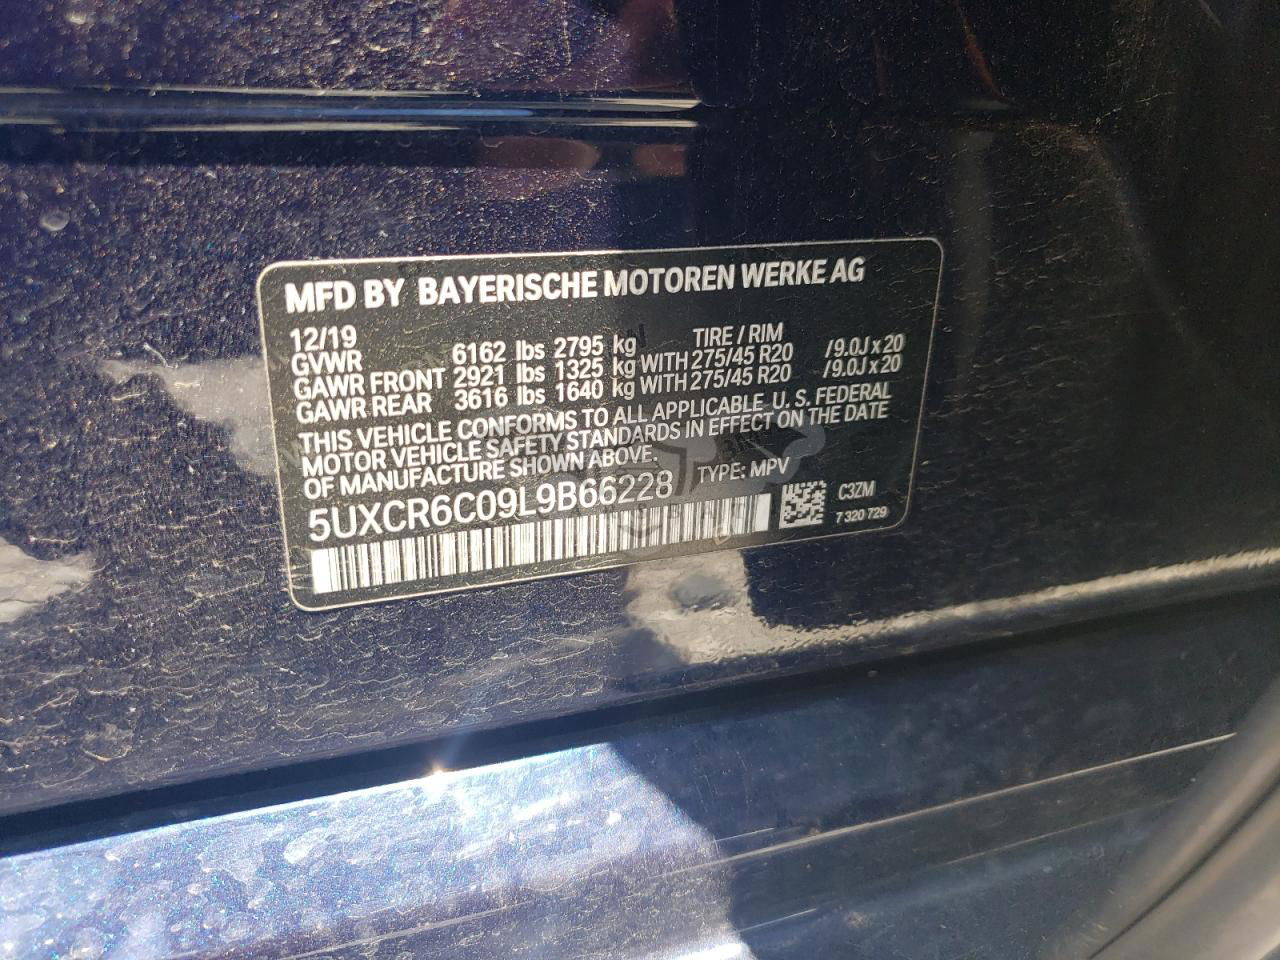 MFD BY BAYERISCHE MOTOREN WERKE AG
12/19 TIRE / RIM
GVWR 6162 lbs 2795 kg
GAWR FRONT 2921 lbs 1325 kg WITH 275/45 R20 /9.0J x 20
GAWR REAR 3616 lbs 1640 kg WITH 275/45 R20 /9.0J x 20
THIS VEHICLE CONFORMS TO ALL APPLICABLE U. S. FEDERAL
MOTOR VEHICLE SAFETY STANDARDS IN EFFECT ON THE DATE
OF MANUFACTURE SHOWN ABOVE.
5UXCR6C09L9B66228 TYPE: MPV
C3ZM
7 320 729